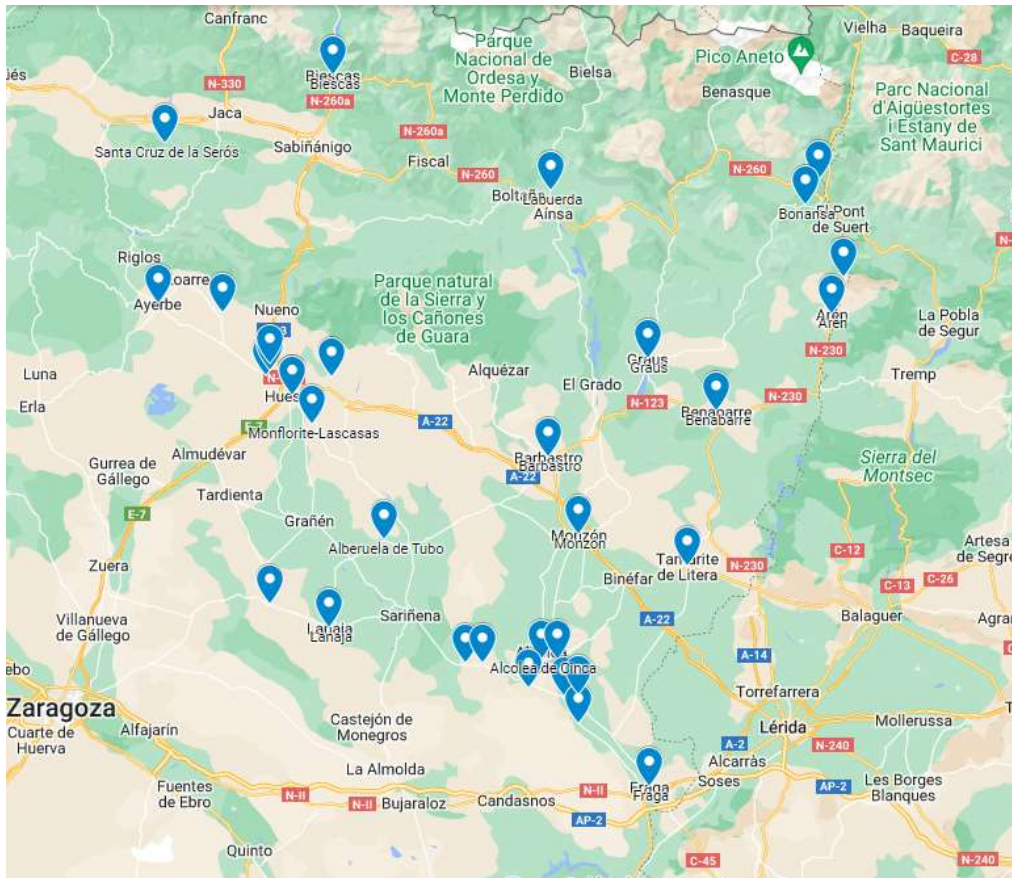 Canfranc
Parque
Nacional de
Ordesa y
Monte Perdido
Vielha
Baqueira
C-28
Pico Aneto
Bielsa
Benasque
Parc Nacional
d'Aigüestortes
i Estany de
Sant Maurici
üés
N-330
Biescas
Biescas
N-260a
Jaca
N-260a
Santa Cruz de la Serós
Sabiñánigo
Fiscal
N-260
N-260
Boltaña
Labuerda
Aínsa
Bonansa
El Pont
de Suert
Riglos
Loarre
Ayerbe
Nueno
Parque natural
de la Sierra y
los Cañones
de Guara
Arén
Arén
La Pobla
de Segur
N-230
Luna
Erla
Alquézar
El Grado
Graus
Graus
Tremp
N-123
N-230
Benabarre
Benabarre
A-22
E-7
Monflorite-Lascasas
Almudévar
Barbastro
Barbastro
A-22
Sierra del
Montsec
Gurrea de
Gállego
Tardienta
E-7
Grañén
Alberuela de Tubo
Monzón
Monzón
C-12
Artesa
de Segre
Zuera
Tamarite
de Litera
N-230
Binéfar
C-13
C-26
Villanueva
de Gállego
Lanaja
Lanaja
Sariñena
A-22
Balaguer
Agra
A-14
Alcolea de Cinca
ebo
Zaragoza
Cuarte de
Huerva
Alfajarín
Castejón de
Monegros
Torrefarrera
Lérida
Mollerussa
A-2
N-240
La Almolda
Fraga
Fraga
Alcarràs
Soses
Fuentes
de Ebro
N-II
N-II
Bujaraloz
Candasnos
N-II
AP-2
AP-2
Les Borges
Blanques
Quinto
C-45
N-240